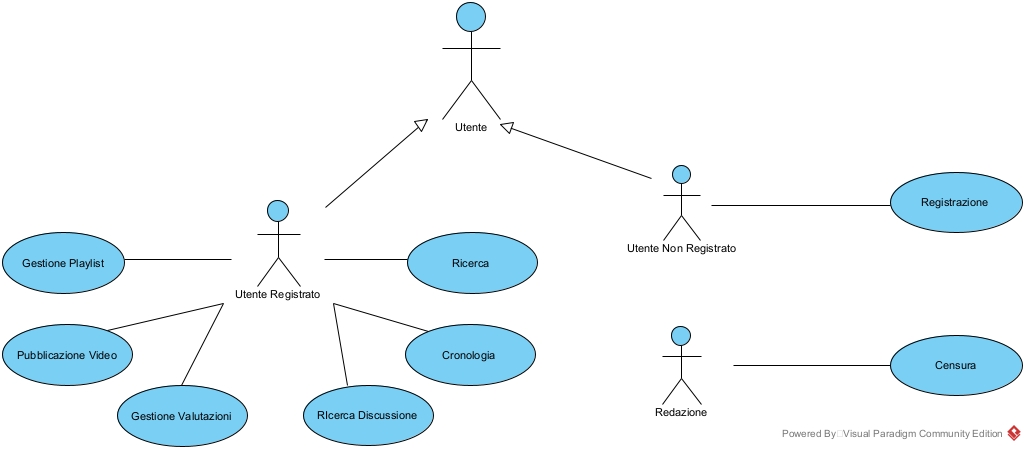 Utente
Utente Non Registrato
Registrazione
Utente Registrato
Gestione Playlist
Ricerca
Pubblicazione Video
Cronologia
Gestione Valutazioni
RIcerca Discussione
Redazione
Censura
Powered By Visual Paradigm Community Edition